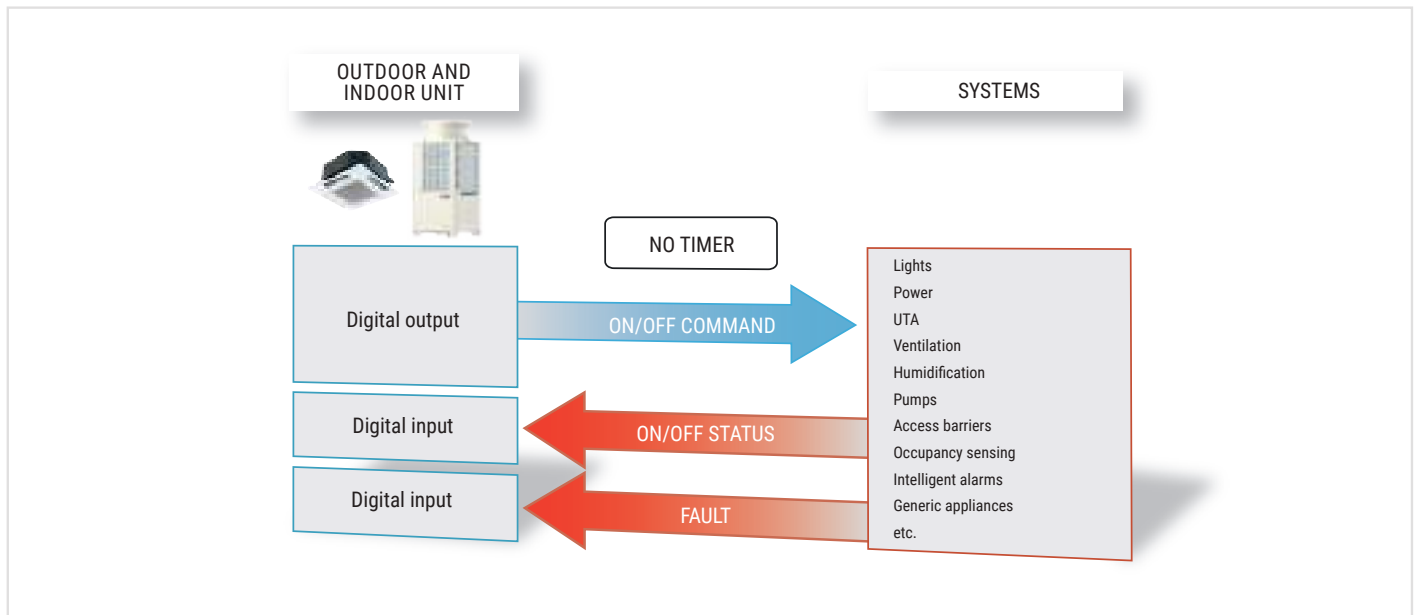 OUTDOOR AND
INDOOR UNIT
SYSTEMS
NO TIMER
Digital output
ON/OFF COMMAND
Digital input
ON/OFF STATUS
Digital input
FAULT
Lights
Power
UTA
Ventilation
Humidification
Pumps
Access barriers
Occupancy sensing
Intelligent alarms
Generic appliances
etc.